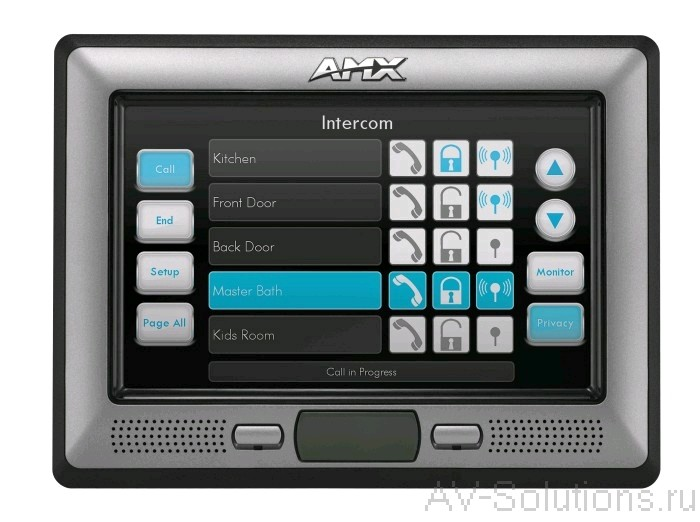 AMX
Intercom
Call
End
Setup
Page All
Kitchen
Front Door
Back Door
Master Bath
Kids Room
Monitor
Privacy
Call in Progress
AV-Solutions.ru